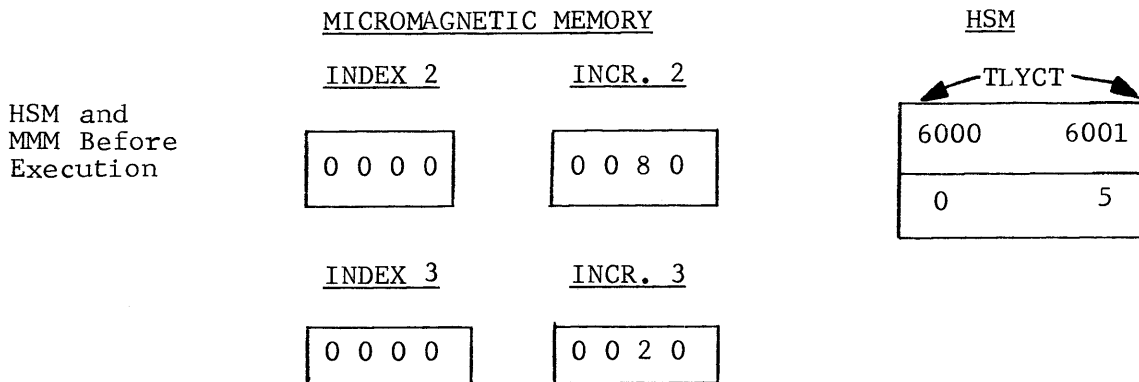 MICROMAGNETIC MEMORY HSM
INDEX 2 INCR. 2 TLYCT
HSM and
MMM Before
Execution
6000 6001
0 0 0 0 0 0 8 0
0 5
INDEX 3 INCR. 3
0 0 0 0 0 0 2 0